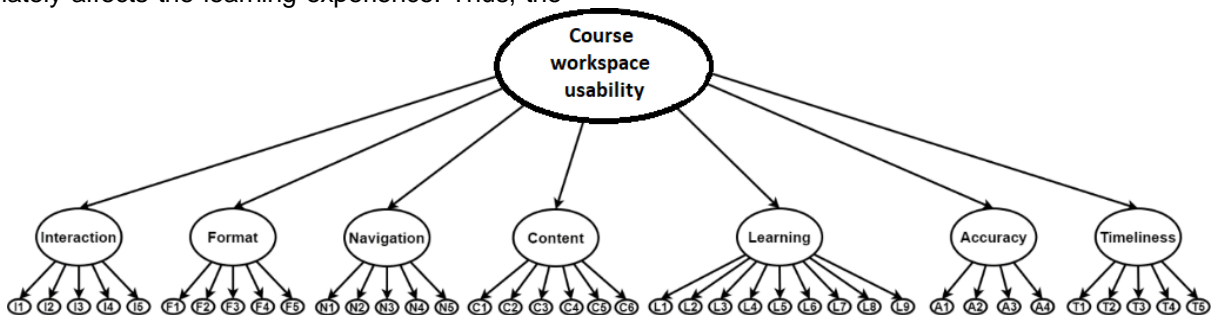 mately affects the learning experience. Thus, the
Course
workspace
usability
Interaction Format Navigation Content Learning Accuracy Timeliness
I1 I2 I3 I4 I5 F1 F2 F3 F4 F5 N1 N2 N3 N4 N5 C1 C2 C3 C4 C5 C6 L1 L2 L3 L4 L5 L6 L7 L8 L9 A1 A2 A3 A4 T1 T2 T3 T4 T5